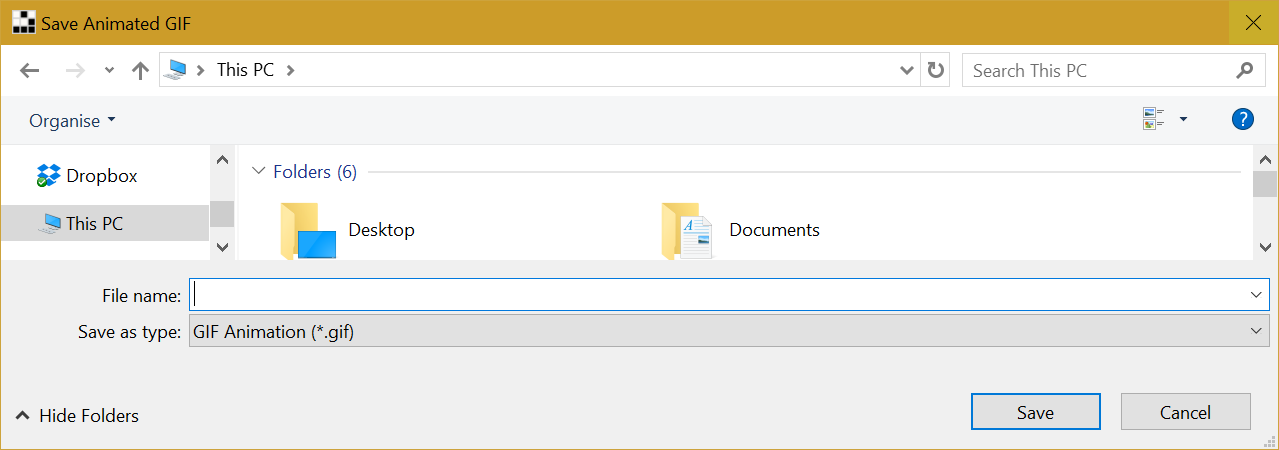 Save Animated GIF
This PC
Search This PC
Organise
?
Dropbox
This PC
Folders (6)
Desktop
Documents
File name:
Save as type: GIF Animation (*.gif)
Hide Folders
Save
Cancel